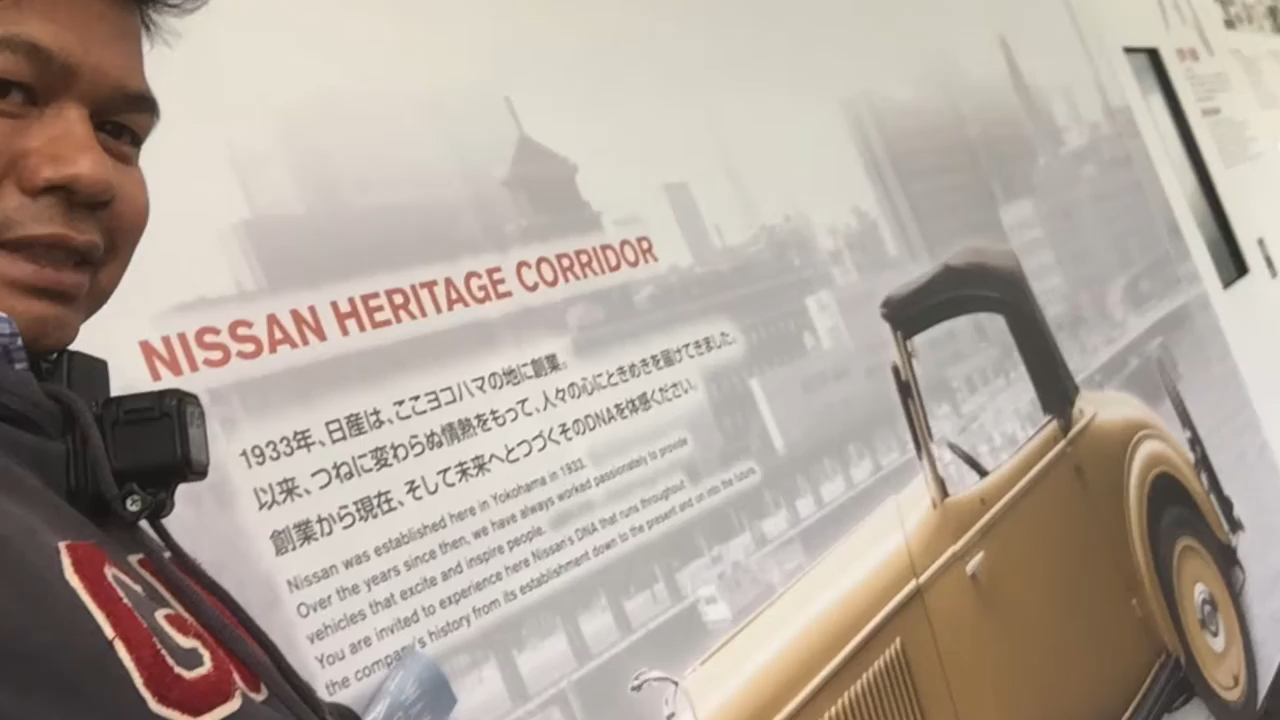 NISSAN HERITAGE CORRIDOR
1933年、日産は、ここヨコハマの地に創業。
以来、つねに変わらぬ情熱をもって、人々の心にときめきを届けてきました。
創業から現在、そして未来へとつづくそのDNAを体感ください。
Nissan was established here in Yokohama in 1933.
Over the years since then, we have always worked passionately to provide
vehicles that excite and inspire people.
You are invited to experience here Nissan's DNA that runs throughout
the company's history from its establishment down to the present and on into the future.